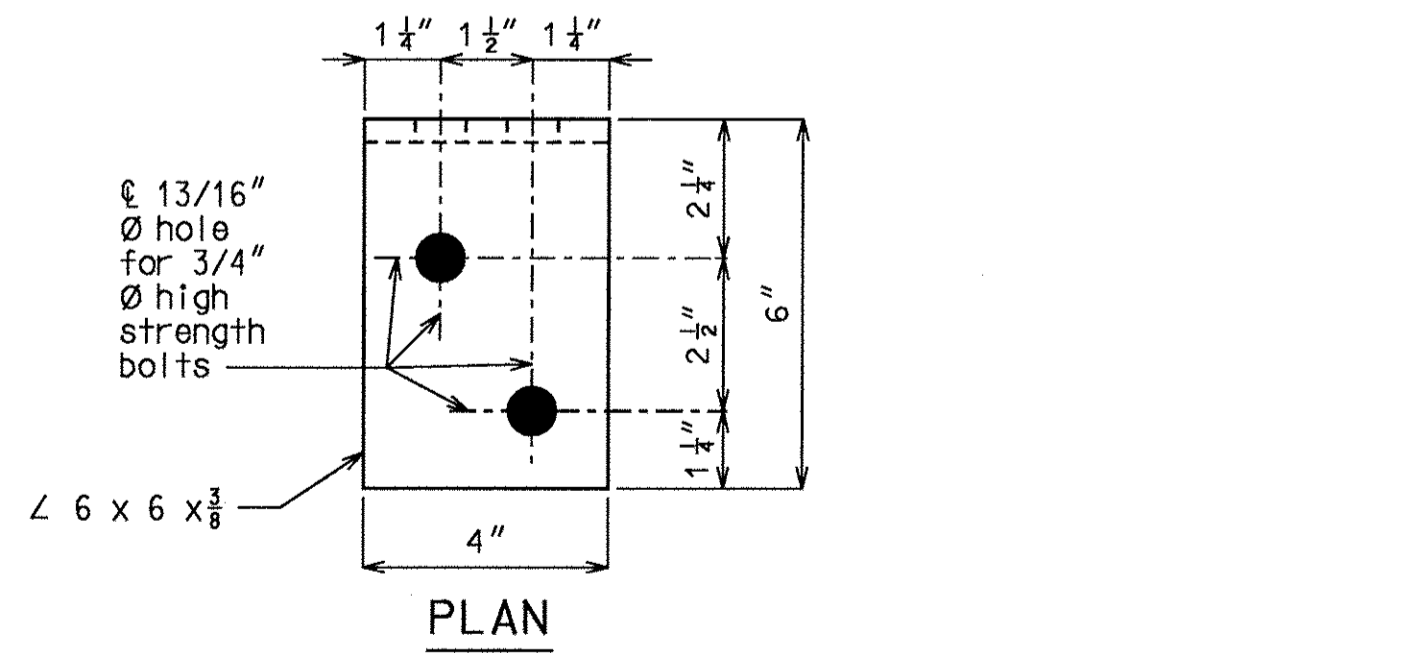 1 1/4" 1 1/2" 1 1/4"
℄ 13/16"
Ø hole
for 3/4"
Ø high
strength
bolts
2 1/4"
2 1/2"
6"
1 1/4"
∠ 6 x 6 x 3/8
4"
PLAN